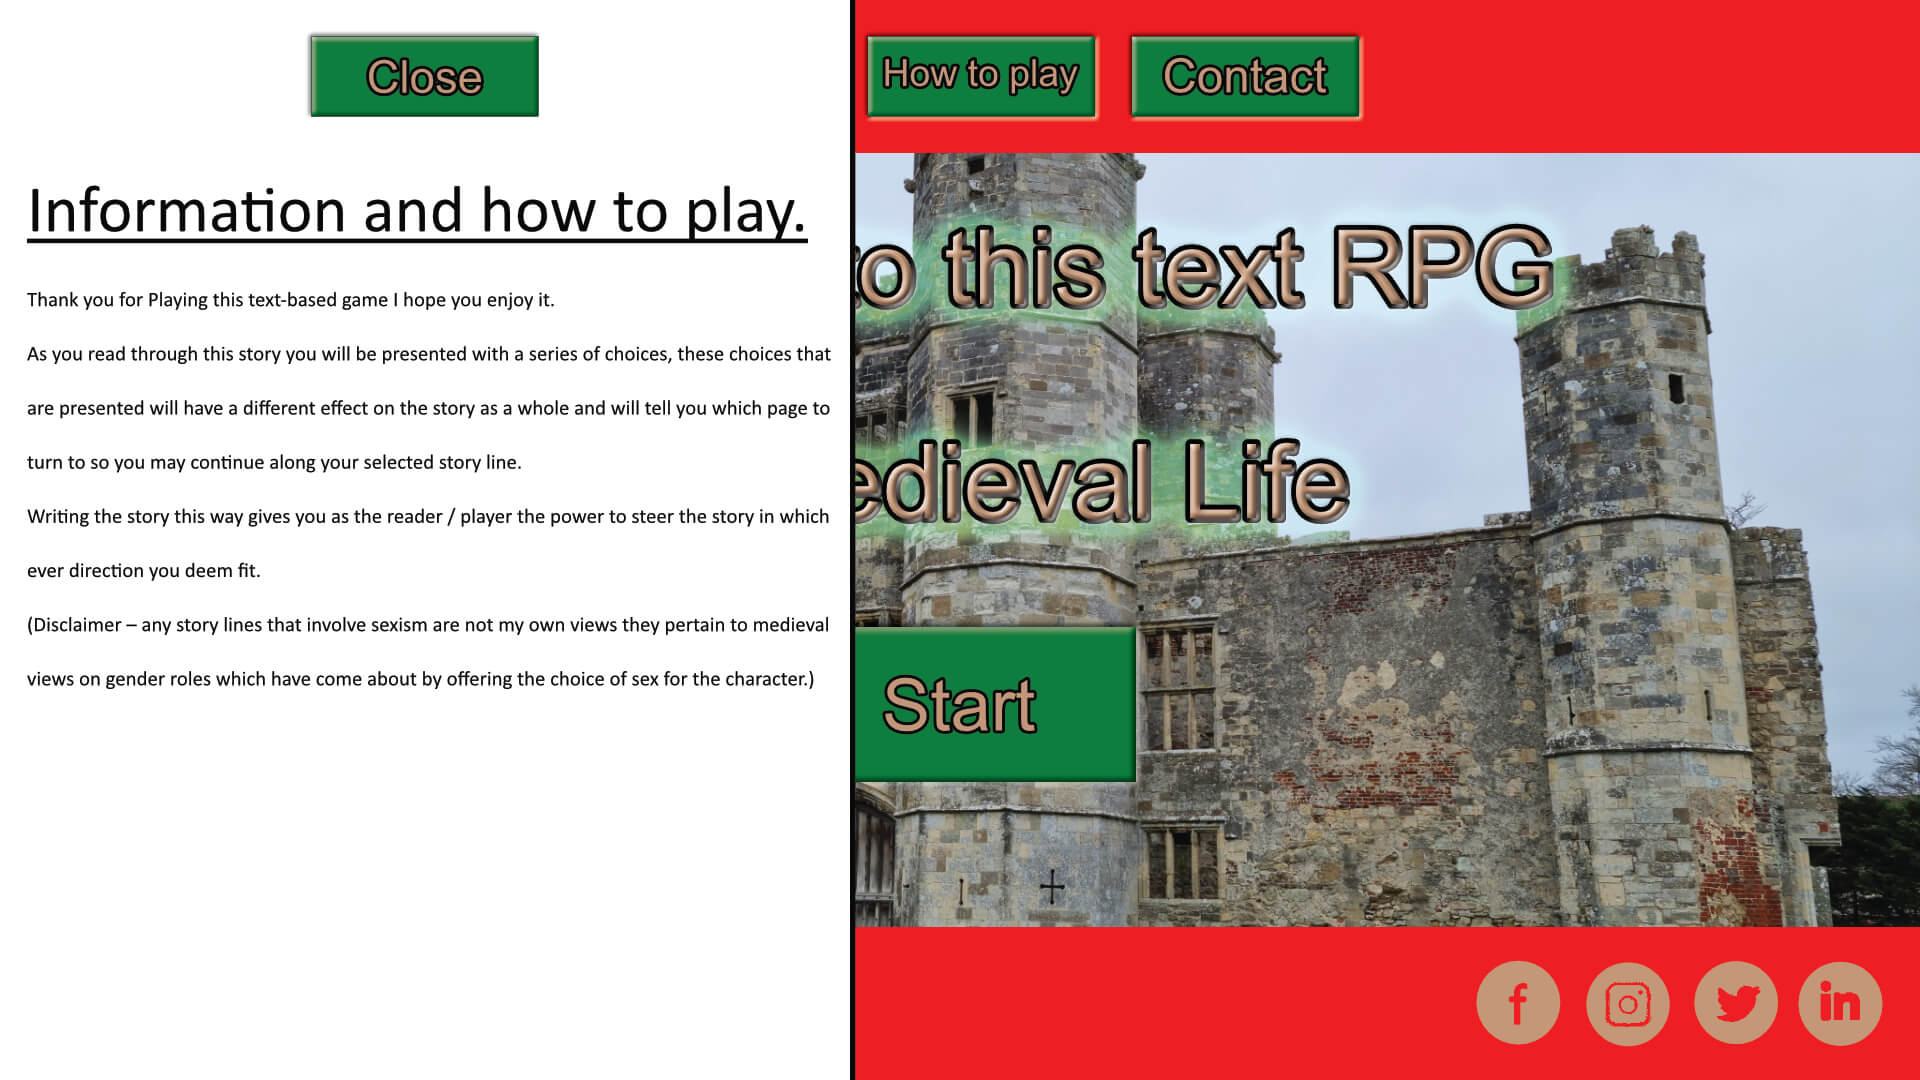 Close
How to play
Contact
Information and how to play.
Thank you for Playing this text-based game I hope you enjoy it.
As you read through this story you will be presented with a series of choices, these choices that
are presented will have a different effect on the story as a whole and will tell you which page to
turn to so you may continue along your selected story line.
Writing the story this way gives you as the reader / player the power to steer the story in which
ever direction you deem fit.
(Disclaimer – any story lines that involve sexism are not my own views they pertain to medieval
views on gender roles which have come about by offering the choice of sex for the character.)
to this text RPG
edieval Life
Start
f
in